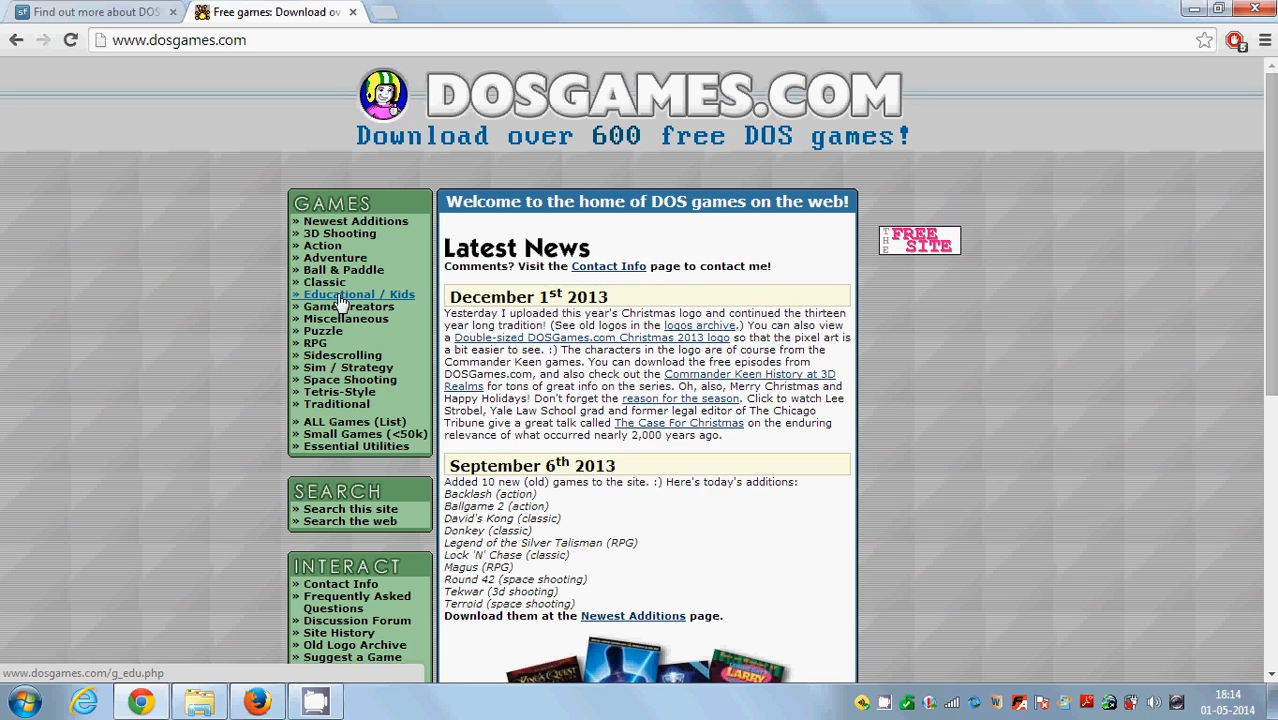 Find out more about DOS
Free games: Download ov
www.dosgames.com
DOSGAMES.COM
Download over 600 free DOS games!
GAMES
» Newest Additions
» 3D Shooting
» Action
» Adventure
» Ball & Paddle
» Classic
» Educational / Kids
» Game Creators
» Miscellaneous
» Puzzle
» RPG
» Sidescrolling
» Sim / Strategy
» Space Shooting
» Tetris-Style
» Traditional
» ALL Games (List)
» Small Games (<50k)
» Essential Utilities
SEARCH
» Search this site
» Search the web
INTERACT
» Contact Info
» Frequently Asked
Questions
» Discussion Forum
» Site History
» Old Logo Archive
» Suggest a Game
Welcome to the home of DOS games on the web!
Latest News
Comments? Visit the Contact Info page to contact me!
December 1st 2013
Yesterday I uploaded this year's Christmas logo and continued the thirteen
year long tradition! (See old logos in the logos archive.) You can also view
a Double-sized DOSGames.com Christmas 2013 logo so that the pixel art is
a bit easier to see. :) The characters in the logo are of course from the
Commander Keen games. You can download the free episodes from
DOSGames.com, and also check out the Commander Keen History at 3D
Realms for tons of great info on the series. Oh, also, Merry Christmas and
Happy Holidays! Don't forget the reason for the season. Click to watch Lee
Strobel, Yale Law School grad and former legal editor of The Chicago
Tribune give a great talk called The Case For Christmas on the enduring
relevance of what occurred nearly 2,000 years ago.
September 6th 2013
Added 10 new (old) games to the site. :) Here's today's additions:
Backlash (action)
Ballgame 2 (action)
David's Kong (classic)
Donkey (classic)
Legend of the Silver Talisman (RPG)
Lock 'N' Chase (classic)
Magus (RPG)
Round 42 (space shooting)
Tekwar (3d shooting)
Terroid (space shooting)
Download them at the Newest Additions page.
THE FREE SITE
LARRY
www.dosgames.com/g_edu.php
18:14
01-05-2014